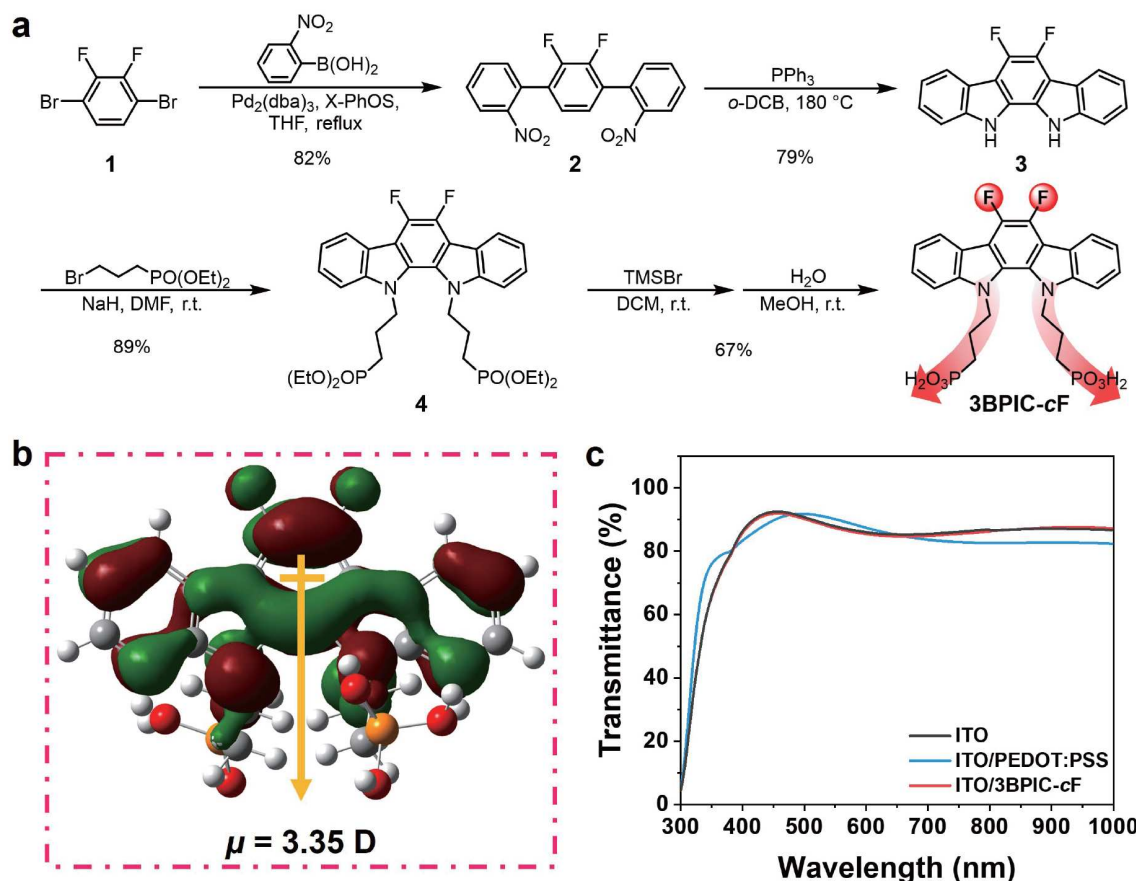 a
NO₂
F F
B(OH)₂
Br Br
Pd₂(dba)₃, X-PhOS,
THF, reflux
1
82%
F F
NO₂ O₂N
2
PPh₃
o-DCB, 180 °C
79%
F F
N N
H H
3
Br PO(OEt)₂
NaH, DMF, r.t.
89%
F F
N N
(EtO)₂OP PO(OEt)₂
4
TMSBr
DCM, r.t.
H₂O
MeOH, r.t.
67%
F F
N N
H₂O₃P PO₃H₂
3BPIC-cF
b
μ = 3.35 D
c
Transmittance (%)
100
80
60
40
20
0
ITO
ITO/PEDOT:PSS
ITO/3BPIC-cF
300 400 500 600 700 800 900 1000
Wavelength (nm)